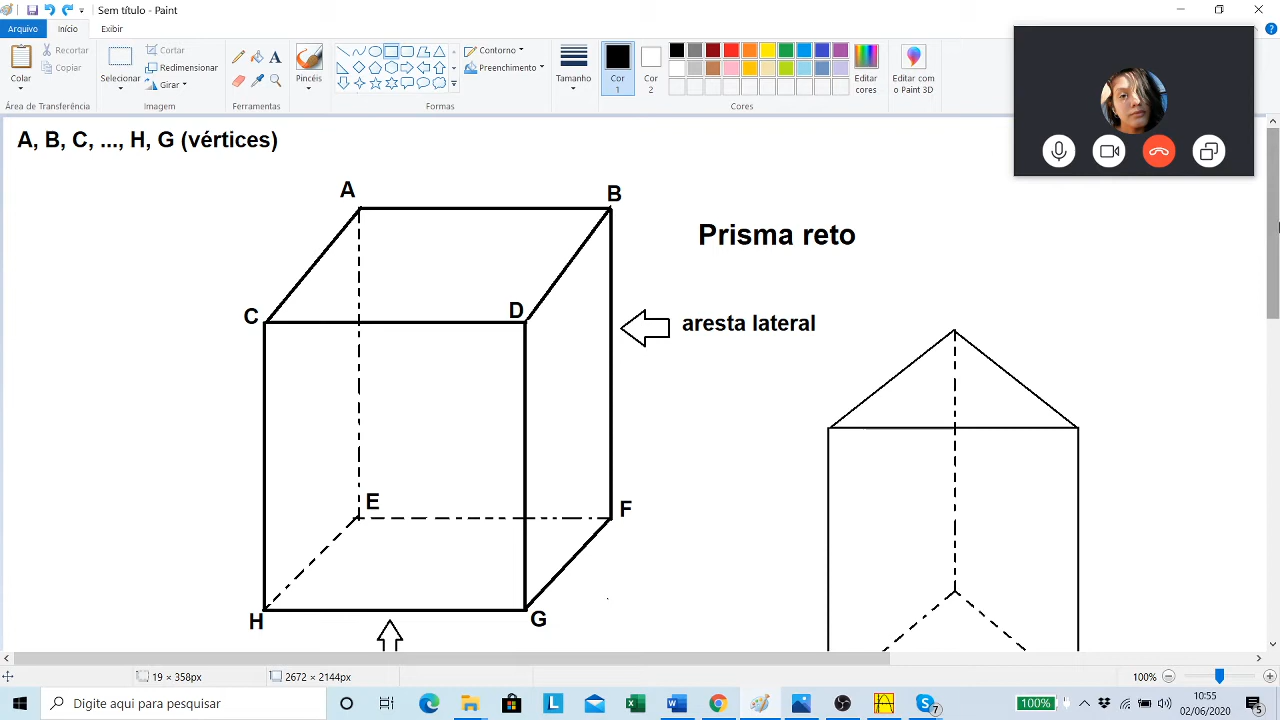 Sem título - Paint
Arquivo
Início
Exibir
Colar
Recortar
Copiar
Área de Transferência
Selecionar
Cortar
Redimensionar
Girar
Imagem
Ferramentas
Pincéis
Formas
Contorno
Preenchimento
Tamanho
Cor
1
Cor
2
Editar
cores
Cores
Editar com
o Paint 3D
A, B, C, ..., H, G (vértices)
A
B
Prisma reto
C
D
aresta lateral
E
F
H
G
19 × 358px
2672 × 2144px
100%
Digite aqui para pesquisar
7
100%
10:55
02/06/2020
5